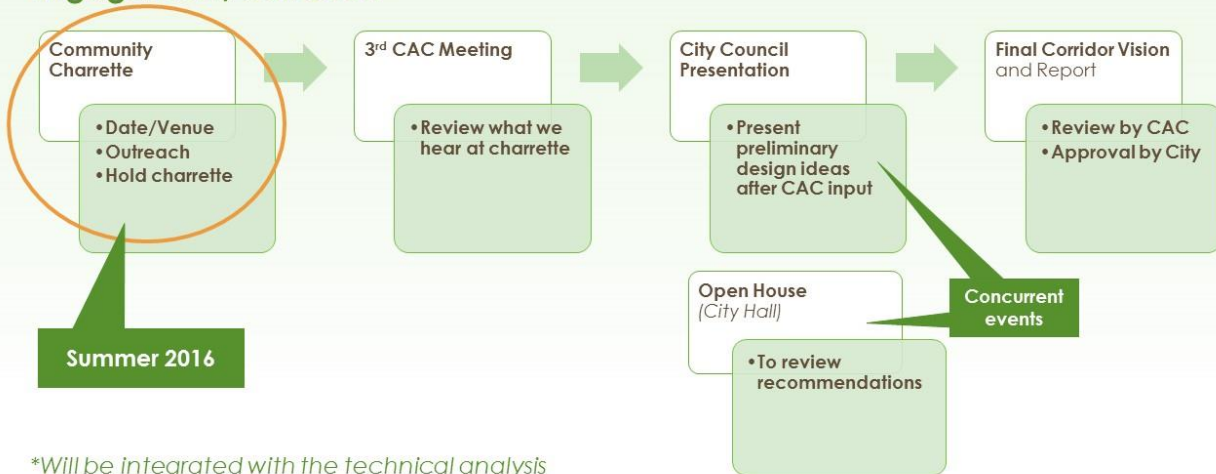 Community
Charrette
• Date/Venue
• Outreach
• Hold charrette
Summer 2016
3rd CAC Meeting
• Review what we
hear at charrette
City Council
Presentation
• Present
preliminary
design ideas
after CAC input
Open House
(City Hall)
• To review
recommendations
Concurrent
events
Final Corridor Vision
and Report
• Review by CAC
• Approval by City
*Will be integrated with the technical analysis